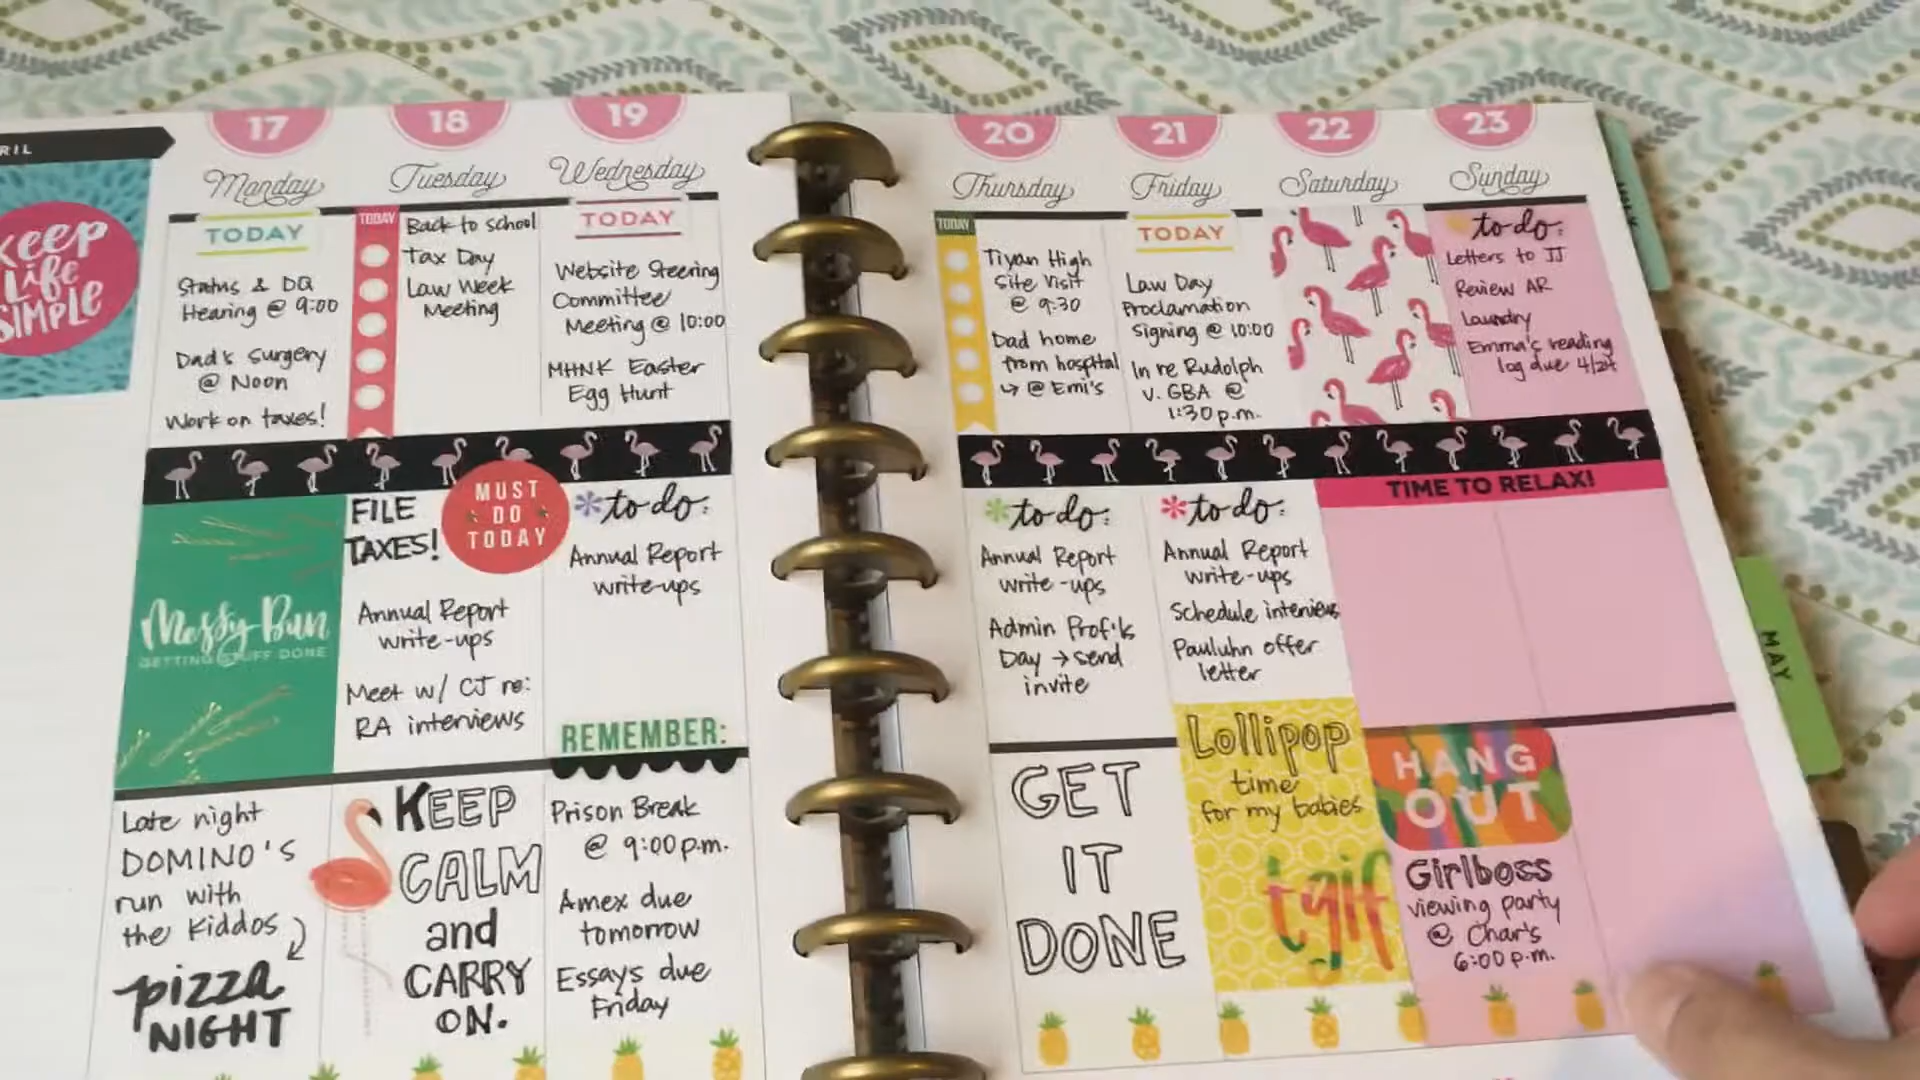 RIL
KEEP
LIFE
SIMPLE
17
Monday
TODAY
Status & DQ
Hearing @ 9:00
Dad's surgery
@ Noon
Work on taxes!
Messy Bun
GETTING STUFF DONE
Late night
DOMINO'S
run with
the Kiddos
pizza
NIGHT
18
Tuesday
TODAY
Back to school
Tax Day
Law Week
Meeting
FILE
TAXES!
MUST
DO
TODAY
Annual Report
write-ups
Meet w/ CJ re:
RA interviews
KEEP
CALM
and
CARRY
ON.
19
Wednesday
TODAY
Website Steering
Committee
Meeting @ 10:00
MHNK Easter
Egg Hunt
to do:
Annual Report
write-ups
REMEMBER:
Prison Break
@ 9:00 p.m.
Amex due
tomorrow
Essays due
Friday
20
Thursday
TODAY
Tiyan High
Site Visit
@ 9:30
Dad home
from hospital
↳ @ Emi's
to do:
Annual Report
write-ups
Admin Prof'ls
Day → send
invite
GET
IT
DONE
21
Friday
TODAY
Law Day
Proclamation
signing @ 10:00
In re Rudolph
v. GBA @
1:30 p.m.
to do:
Annual Report
write-ups
Schedule interviews
Pauluhn offer
letter
Lollipop
time
for my babies
tgif
22
Saturday
TIME TO RELAX!
HANG
OUT
Girlboss
viewing party
@ Char's
6:00 p.m.
23
Sunday
to do:
Letters to JJ
Review AR
Laundry
Emma's reading
log due 4/24
MAY